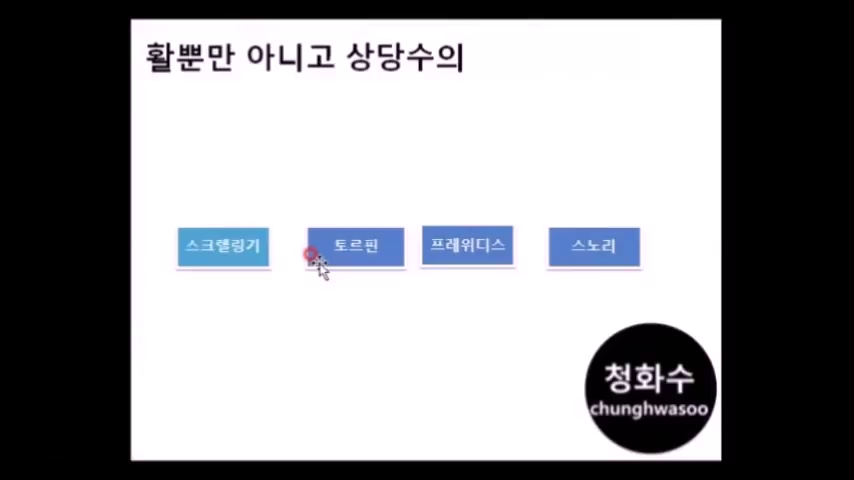 활뿐만 아니고 상당수의
스크렐링기
토르핀
프레위디스
스노리
청화수
chunghwasoo